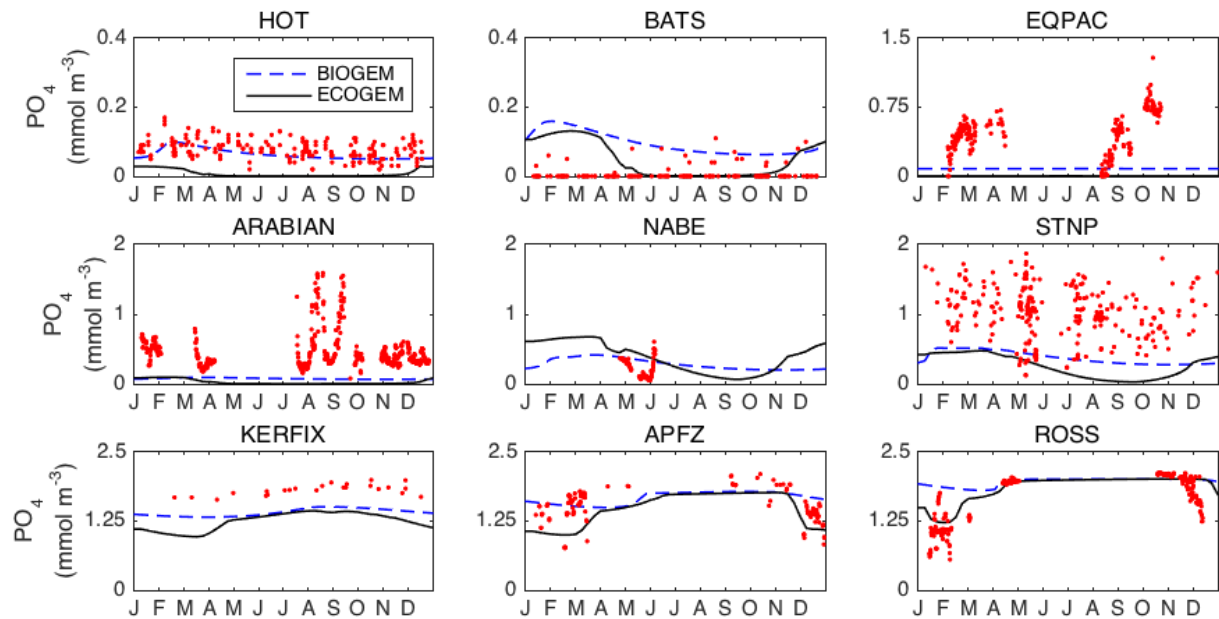 HOT
BATS
EQPAC
PO4
(mmol m-3)
0.4
0.2
0
BIOGEM
ECOGEM
J F M A M J J A S O N D
0.4
0.2
0
J F M A M J J A S O N D
1.5
0.75
0
J F M A M J J A S O N D
ARABIAN
NABE
STNP
PO4
(mmol m-3)
2
1
0
J F M A M J J A S O N D
2
1
0
J F M A M J J A S O N D
2
1
0
J F M A M J J A S O N D
KERFIX
APFZ
ROSS
PO4
(mmol m-3)
2.5
1.25
0
J F M A M J J A S O N D
2.5
1.25
0
J F M A M J J A S O N D
2.5
1.25
0
J F M A M J J A S O N D